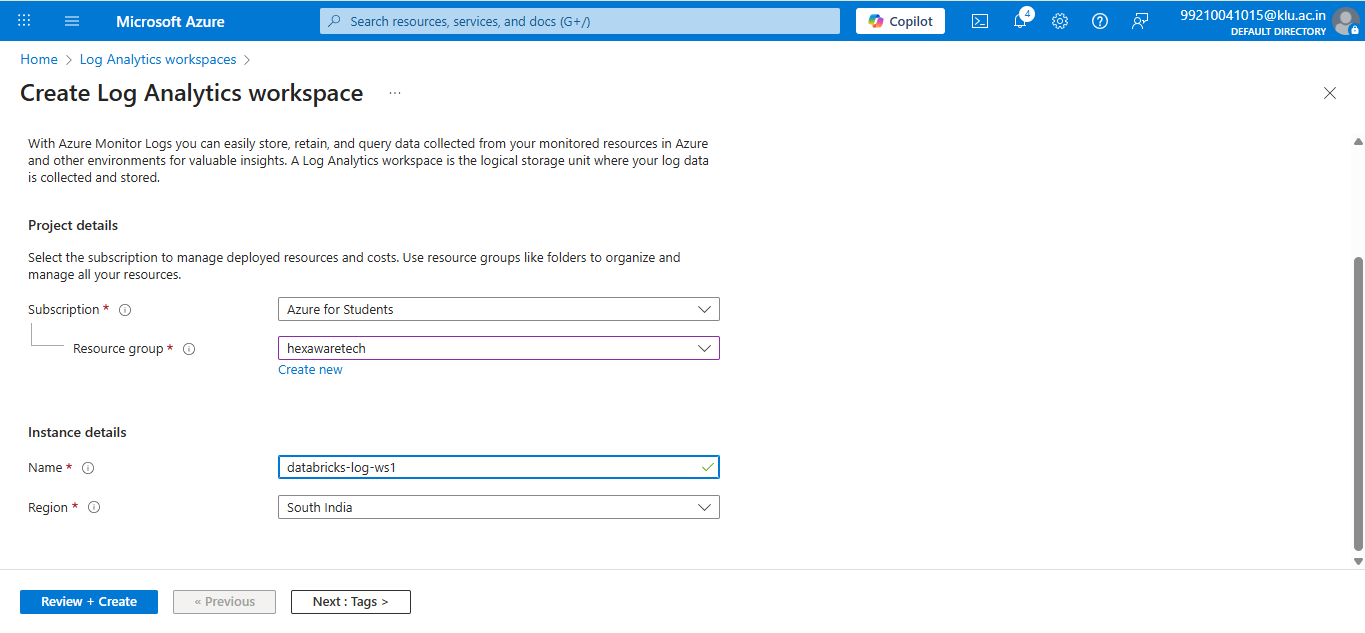 Microsoft Azure
Search resources, services, and docs (G+/)
Copilot
4
99210041015@klu.ac.in
DEFAULT DIRECTORY
Home > Log Analytics workspaces >
Create Log Analytics workspace ...
With Azure Monitor Logs you can easily store, retain, and query data collected from your monitored resources in Azure
and other environments for valuable insights. A Log Analytics workspace is the logical storage unit where your log data
is collected and stored.
Project details
Select the subscription to manage deployed resources and costs. Use resource groups like folders to organize and
manage all your resources.
Subscription *
Azure for Students
Resource group *
hexawaretech
Create new
Instance details
Name *
databricks-log-ws1
Region *
South India
Review + Create
« Previous
Next : Tags >